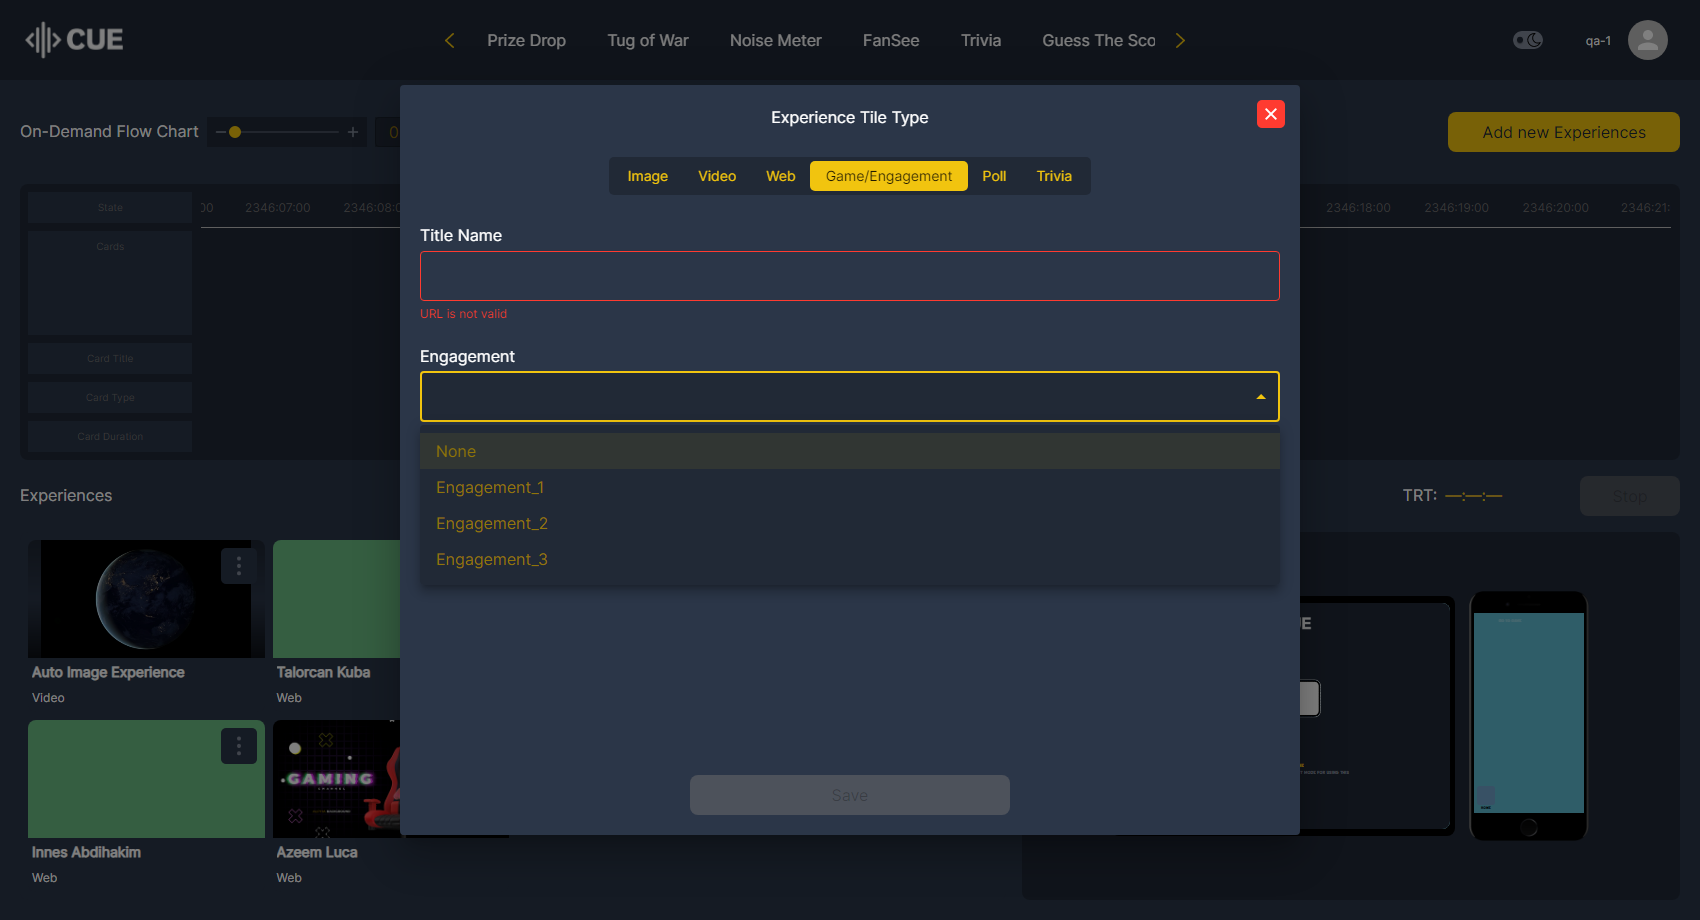 CUE
Prize Drop
Tug of War
Noise Meter
FanSee
Trivia
Guess The Sco
qa-1
On-Demand Flow Chart
0
Add new Experiences
State
00
2346:07:00
2346:08:0
2346:18:00
2346:19:00
2346:20:00
2346:21:
Cards
Card Title
Card Type
Card Duration
Experience Tile Type
Image
Video
Web
Game/Engagement
Poll
Trivia
Title Name
URL is not valid
Engagement
None
Engagement_1
Engagement_2
Engagement_3
Save
Experiences
TRT: —:—:—
Stop
Auto Image Experience
Video
Talorcan Kuba
Web
GAMING
Innes Abdihakim
Web
Azeem Luca
Web
UE